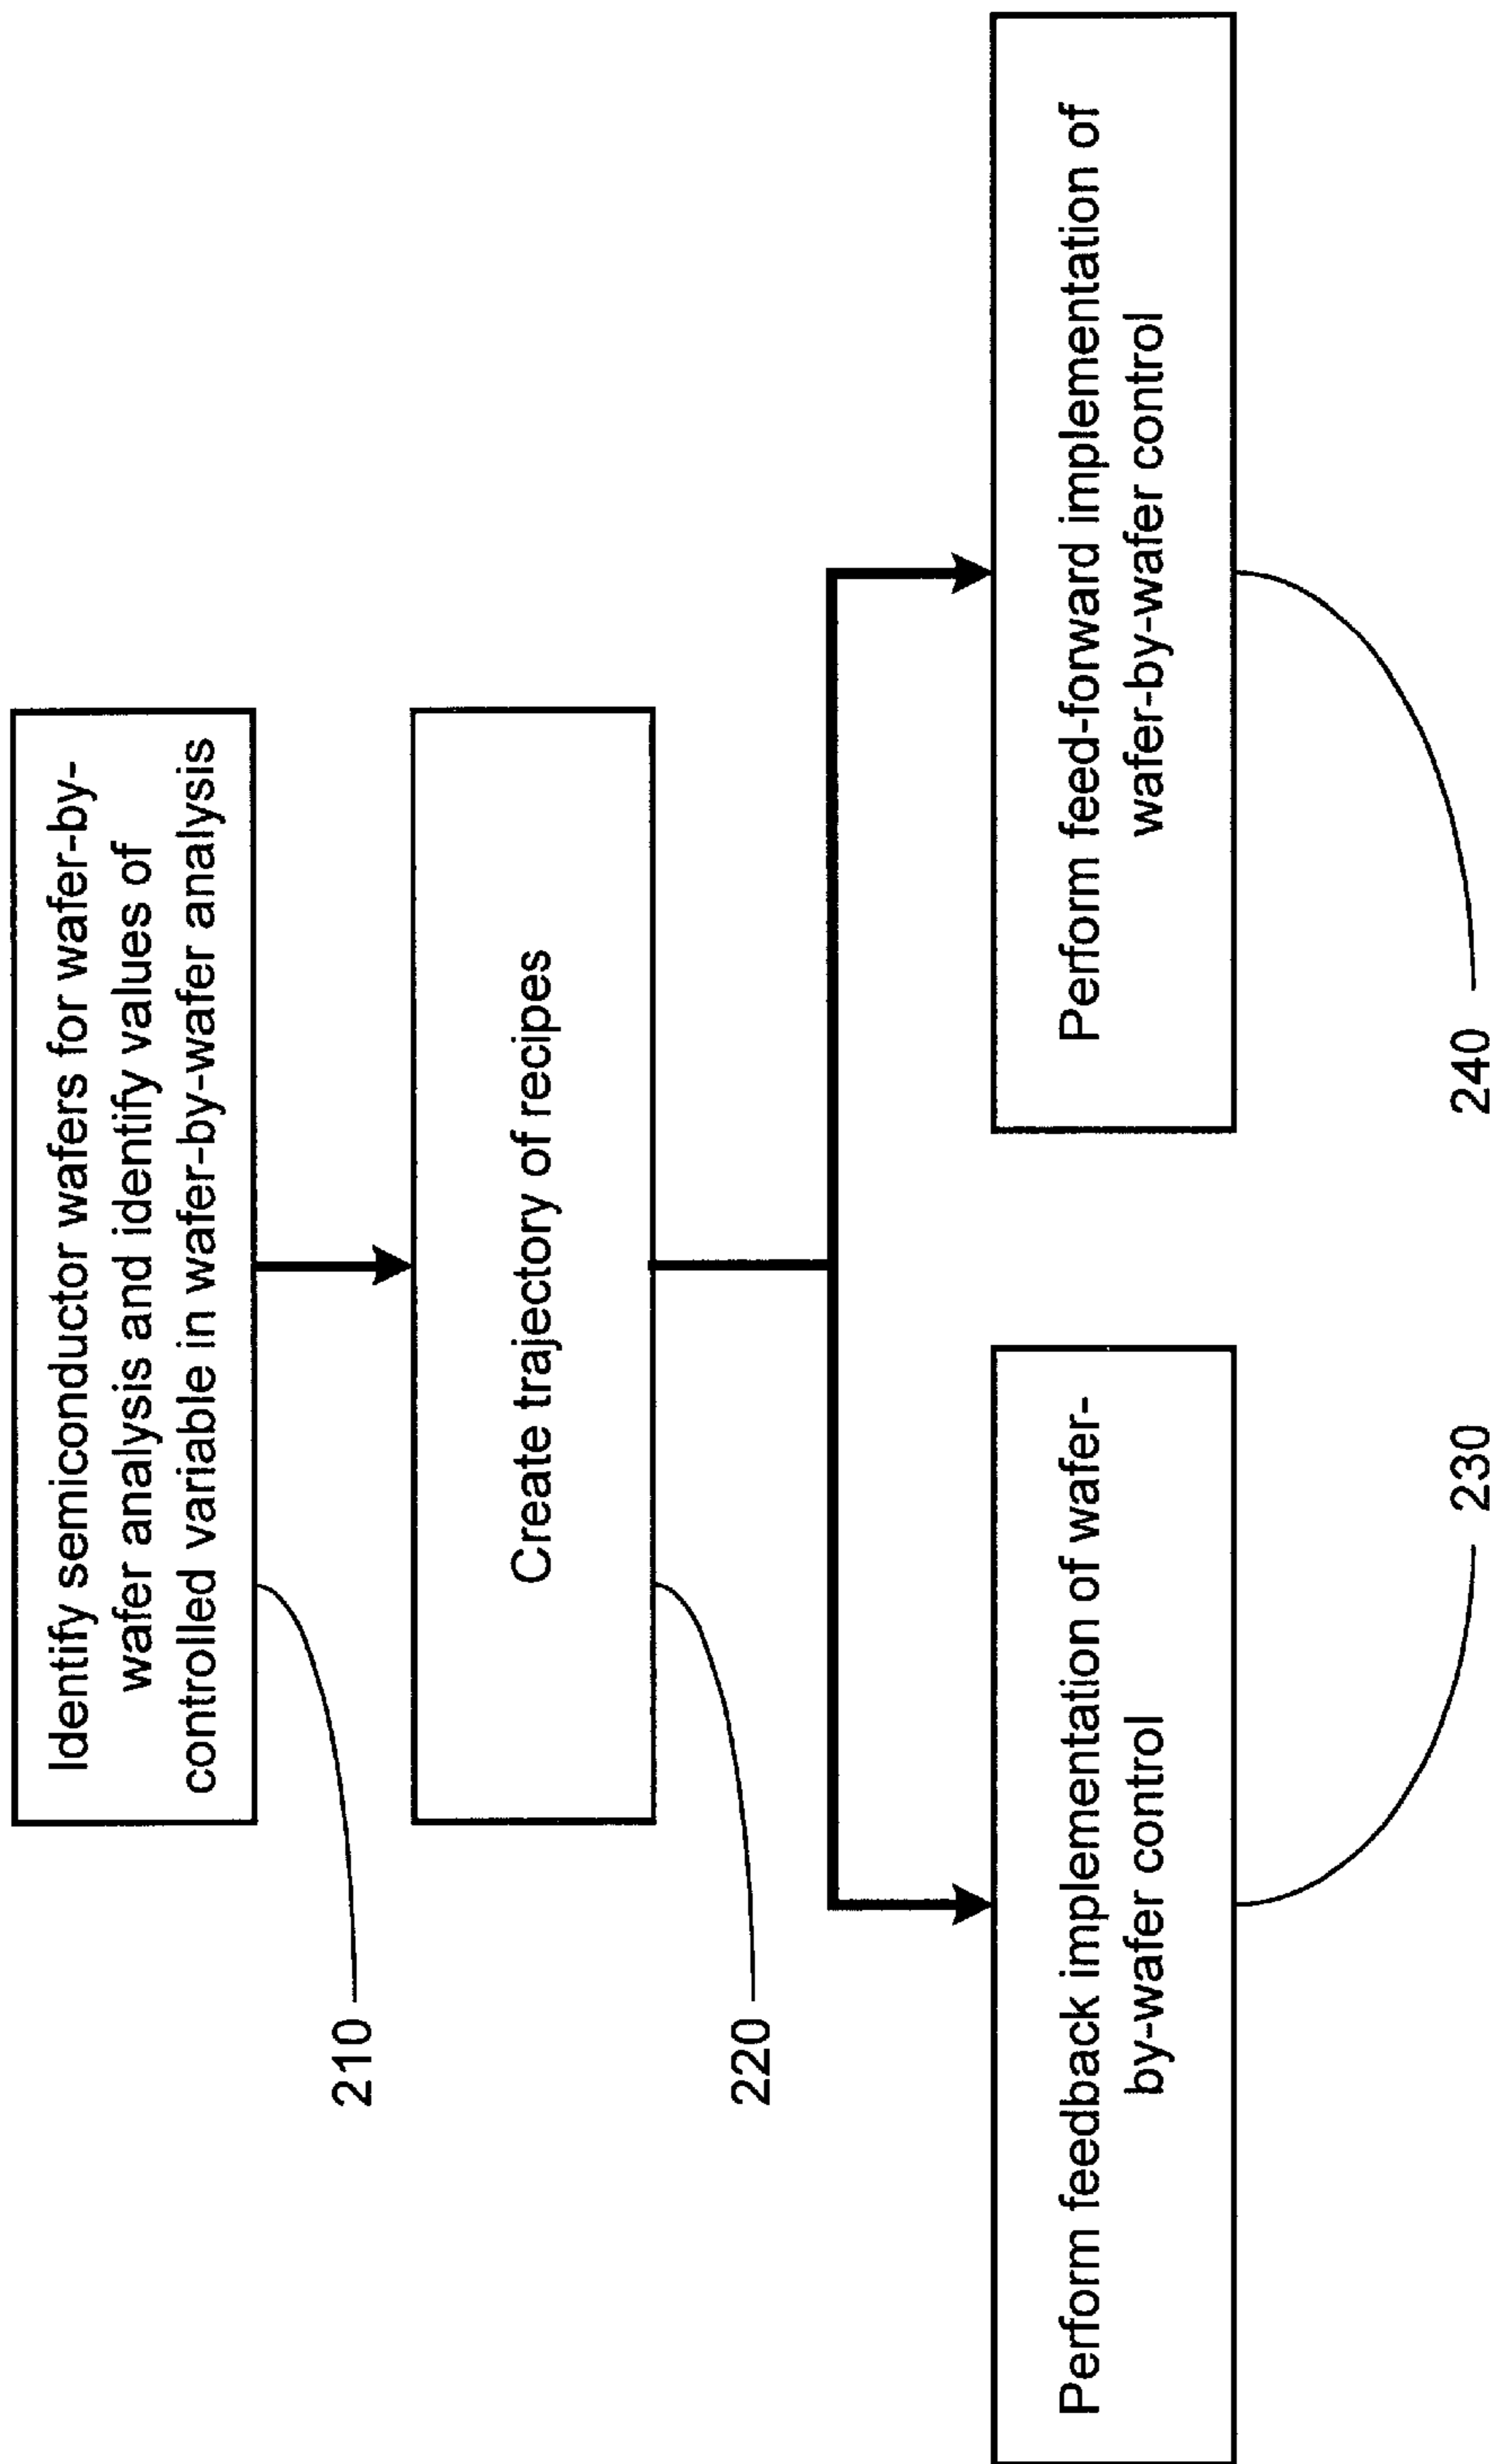 Identify semiconductor wafers for wafer-by-
wafer analysis and identify values of
controlled variable in wafer-by-wafer analysis
210
Create trajectory of recipes
220
Perform feedback implementation of wafer-
by-wafer control
230
Perform feed-forward implementation of
wafer-by-wafer control
240